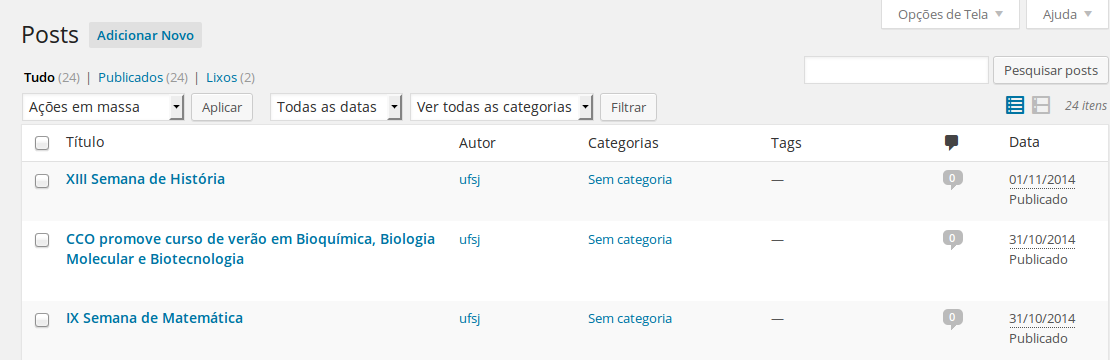 Opções de Tela Ajuda
Posts Adicionar Novo
Tudo (24) | Publicados (24) | Lixos (2)
Pesquisar posts
Ações em massa Aplicar Todas as datas Ver todas as categorias Filtrar 24 itens
Título Autor Categorias Tags Data
XIII Semana de História ufsj Sem categoria — 0 01/11/2014
Publicado
CCO promove curso de verão em Bioquímica, Biologia ufsj Sem categoria — 0 31/10/2014
Molecular e Biotecnologia Publicado
IX Semana de Matemática ufsj Sem categoria — 0 31/10/2014
Publicado